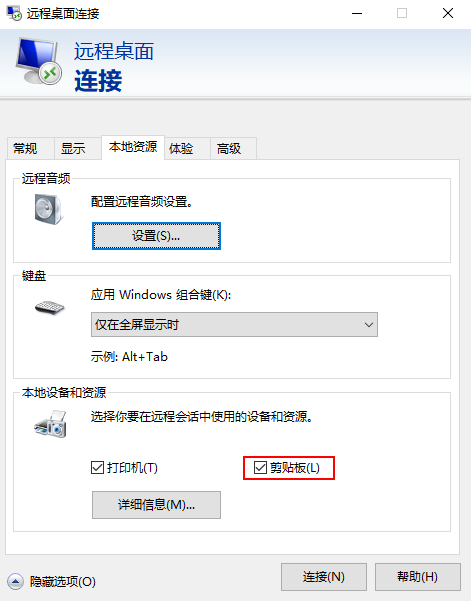 远程桌面连接
远程桌面
连接
常规 显示 本地资源 体验 高级
远程音频
配置远程音频设置。
设置(S)...
键盘
应用 Windows 组合键(K):
仅在全屏显示时
示例: Alt+Tab
本地设备和资源
选择你要在远程会话中使用的设备和资源。
打印机(T) 剪贴板(L)
详细信息(M)...
隐藏选项(O) 连接(N) 帮助(H)